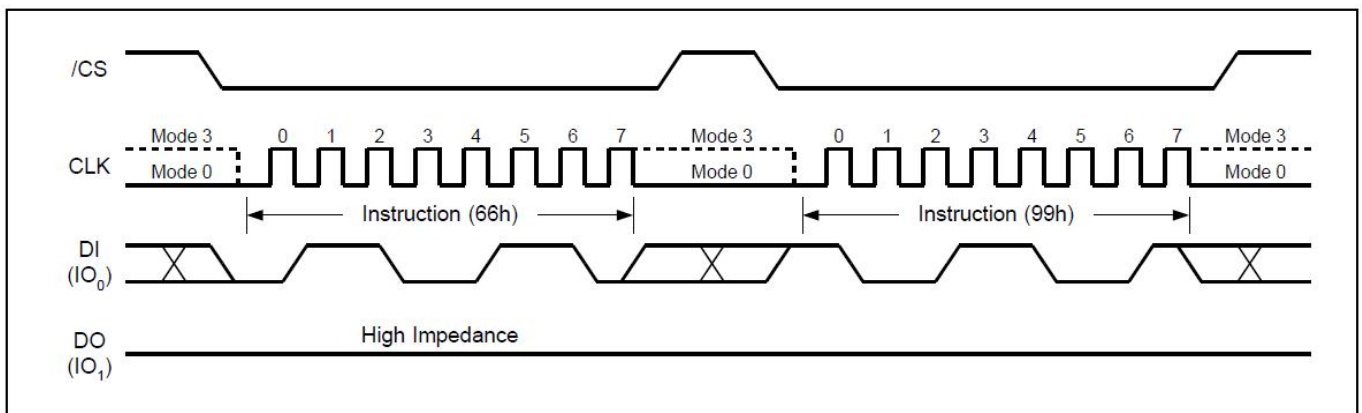 /CS
Mode 3 0 1 2 3 4 5 6 7 Mode 3 0 1 2 3 4 5 6 7 Mode 3
CLK
Mode 0 Mode 0 Mode 0
Instruction (66h) Instruction (99h)
DI
(IO₀)
High Impedance
DO
(IO₁)